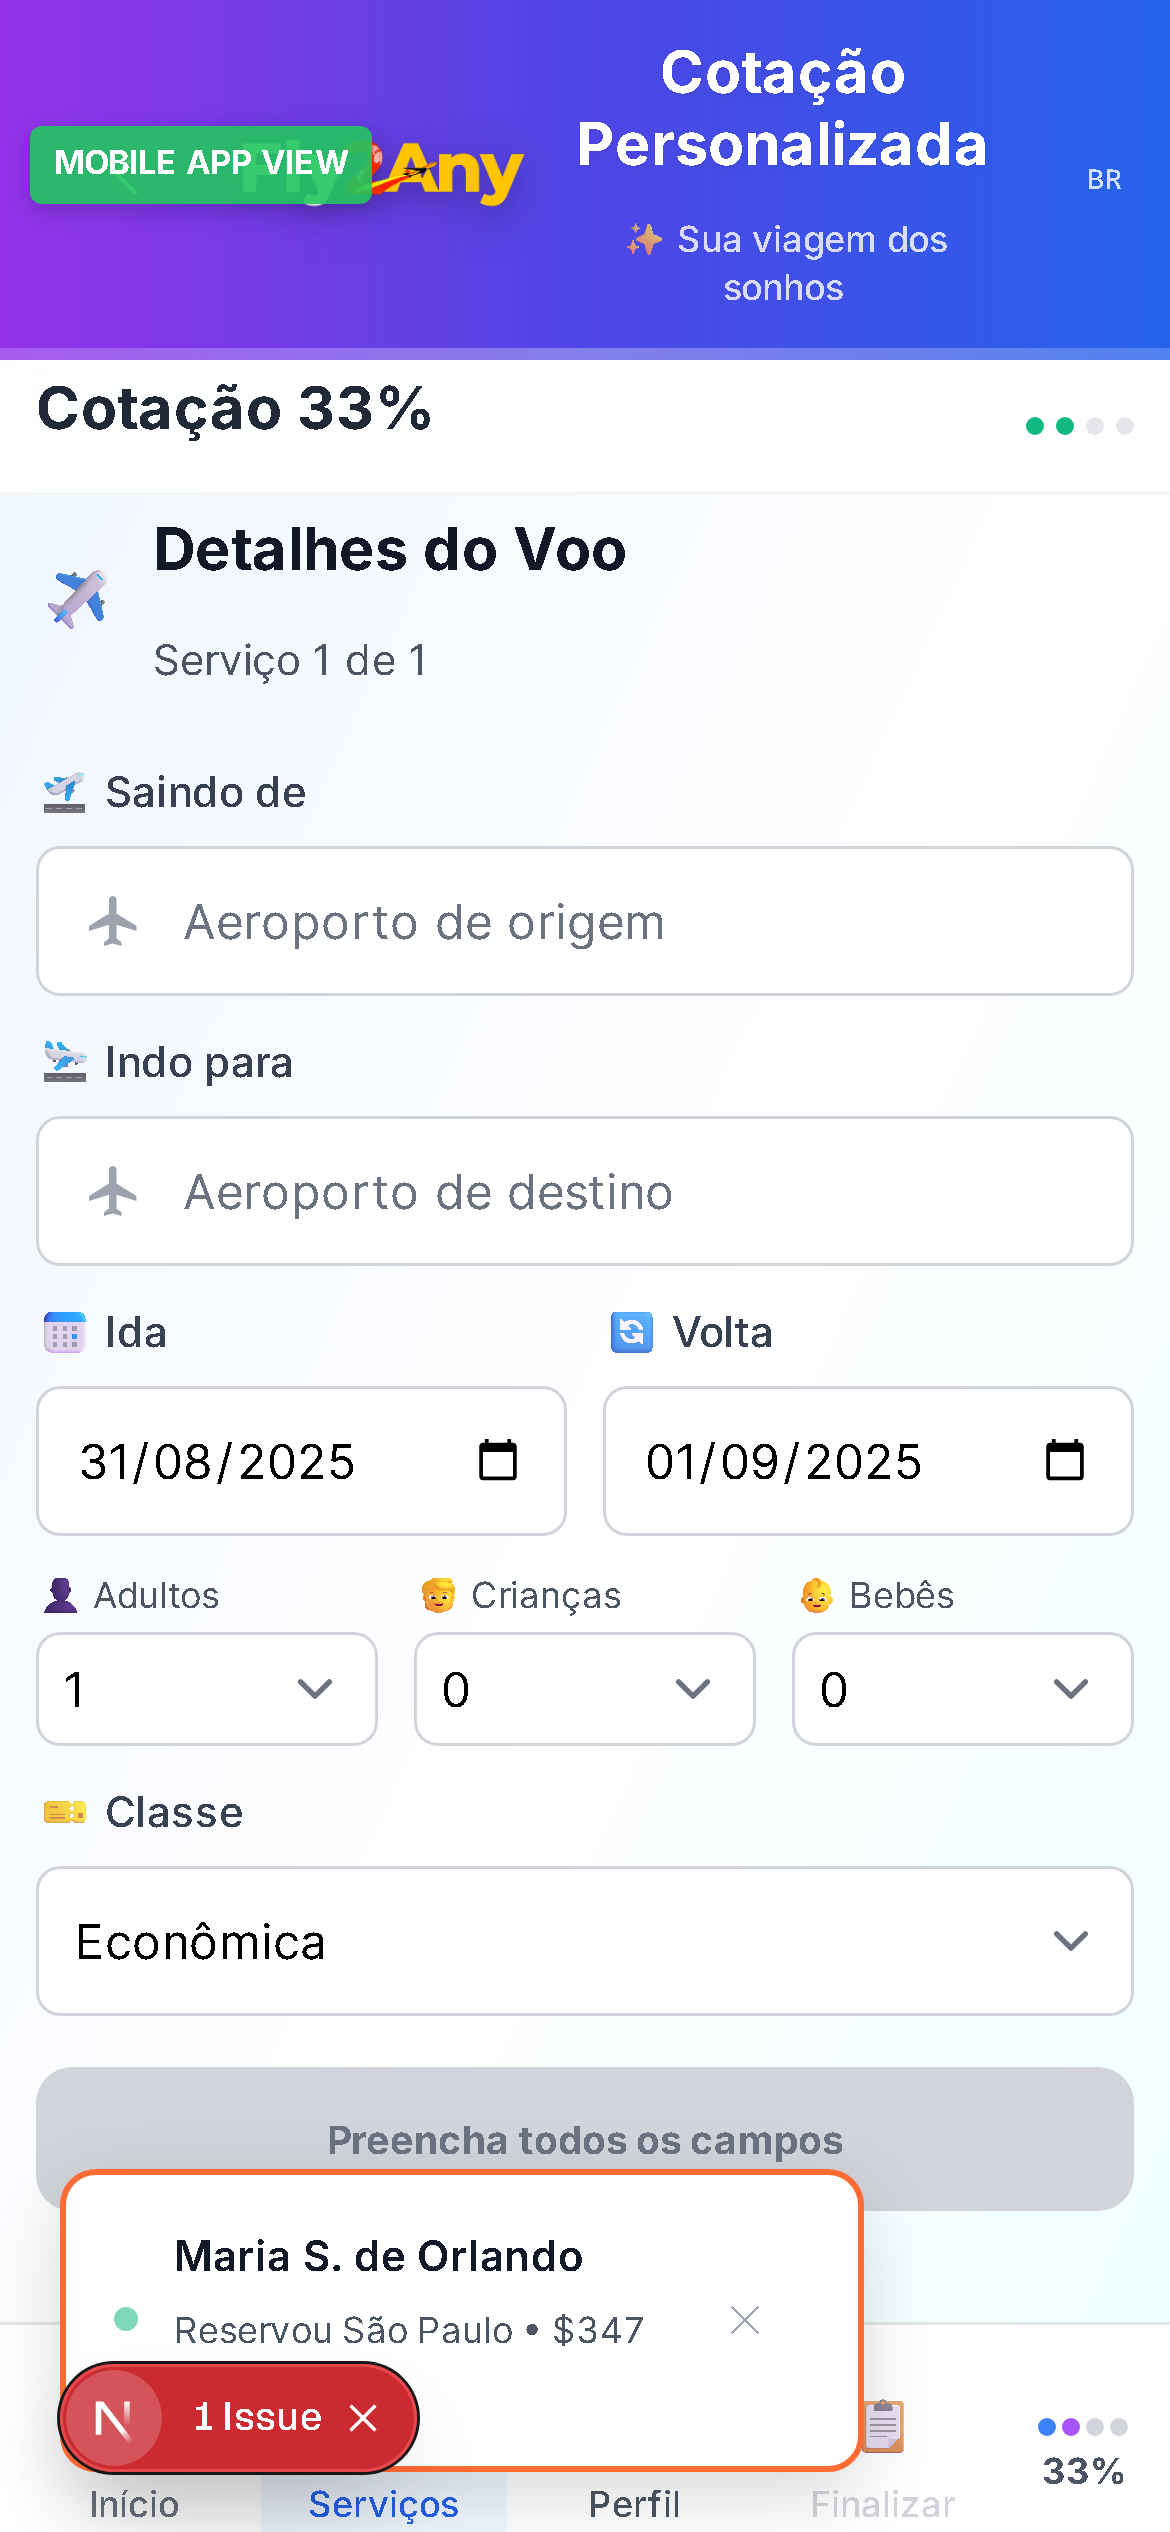 Cotação
Personalizada
MOBILE APP VIEW
Fly2Any
BR
✨ Sua viagem dos
sonhos
Cotação 33%
Detalhes do Voo
Serviço 1 de 1
Saindo de
Aeroporto de origem
Indo para
Aeroporto de destino
Ida
Volta
31/08/2025
01/09/2025
Adultos
Crianças
Bebês
1
0
0
Classe
Econômica
Preencha todos os campos
Maria S. de Orlando
Reservou São Paulo • $347
N 1 Issue
33%
Início
Serviços
Perfil
Finalizar